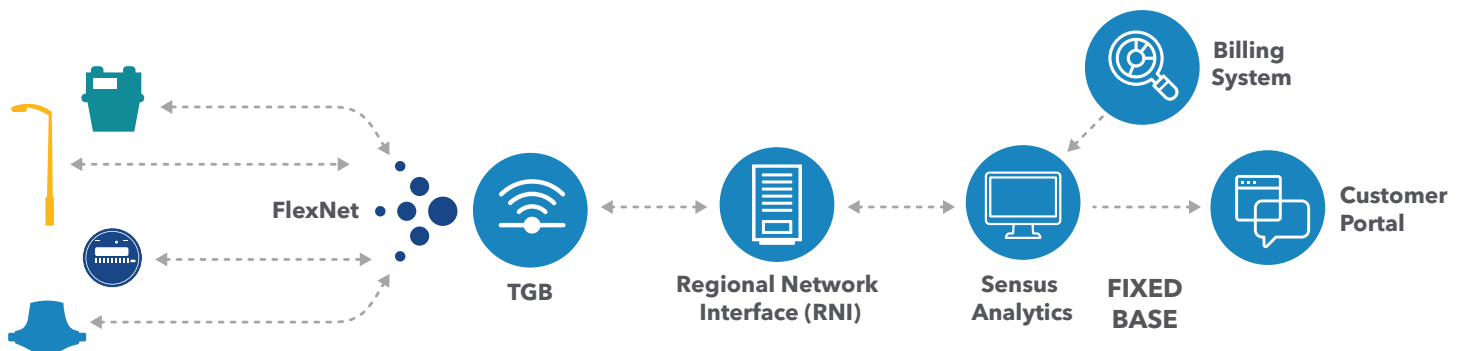 FlexNet
TGB
Regional Network
Interface (RNI)
Sensus
Analytics
FIXED
BASE
Billing
System
Customer
Portal